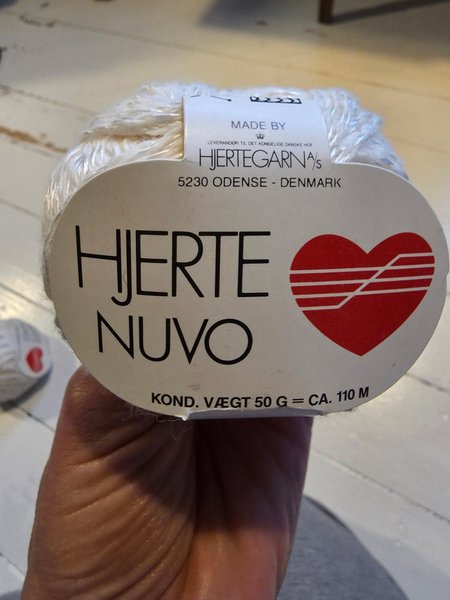 MADE BY
LEVERANDØR TIL DET KONGELIGE DANSKE HOF
HJERTEGARN A/S
5230 ODENSE - DENMARK
HJERTE
NUVO
KOND. VÆGT 50 G = CA. 110 M